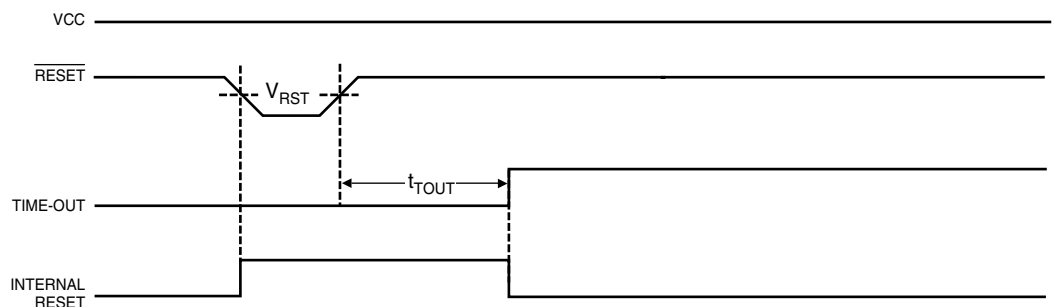 VCC
RESET
VRST
tTOUT
TIME-OUT
INTERNAL
RESET